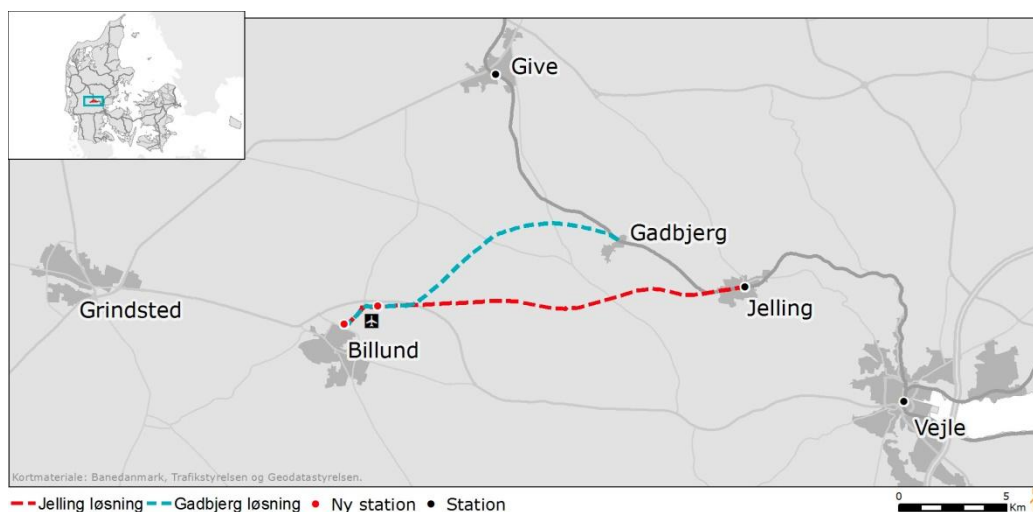 Give
Gadbjerg
Grindsted
Jelling
Billund
Vejle
Kortmateriale: Banedanmark, Trafikstyrelsen og Geodatastyrelsen.
Jelling løsning Gadbjerg løsning Ny station Station
0 5
Km